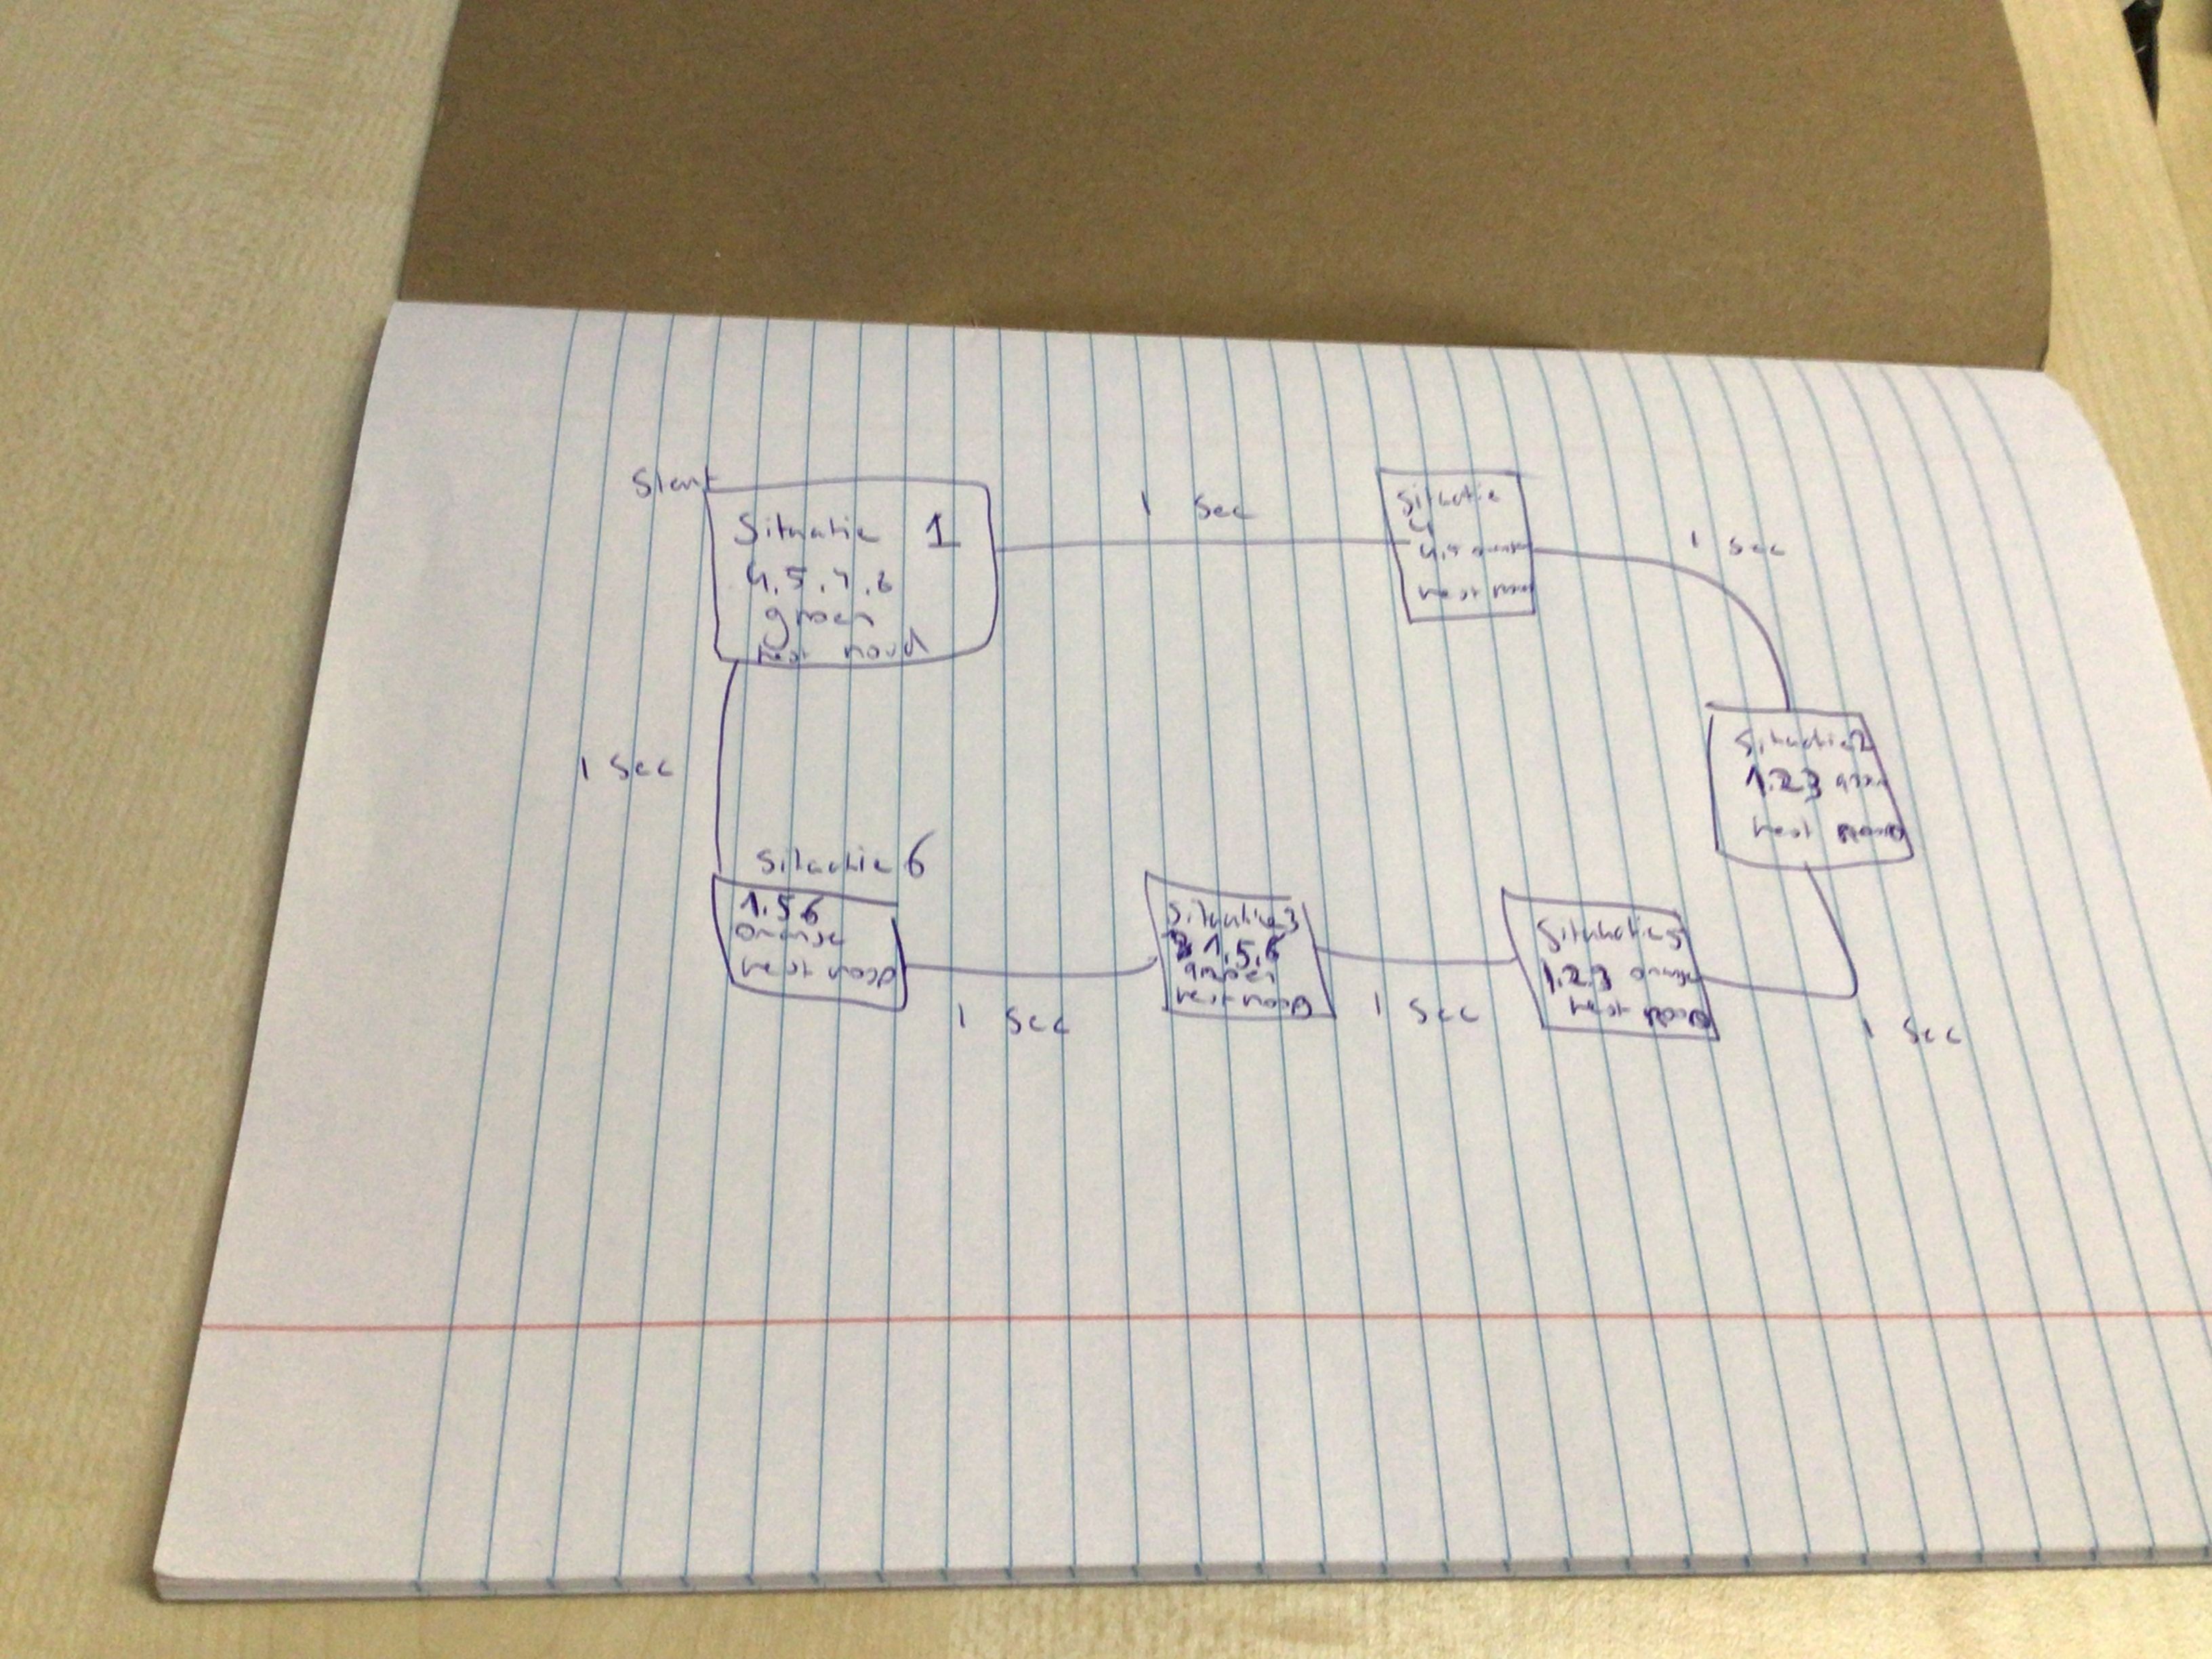 Start
Situatie 1
4.5.7.8
groen
rest rood
1 Sec
Situatie
4
rest rood
1 Sec
Situatie 2
1.2.3 groen
rest rood
1 Sec
Situatie 5
1.2.3 oranje
rest rood
1 Sec
Situatie 3
1.5.6
groen
rest rood
1 Sec
Situatie 6
1.5.6
oranje
rest rood
1 Sec